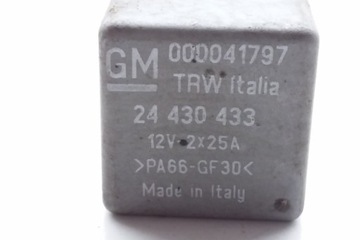 GM 000041797
TRW Italia
24 430 433
12V-2x25A
>PA66-GF30<
Made in Italy